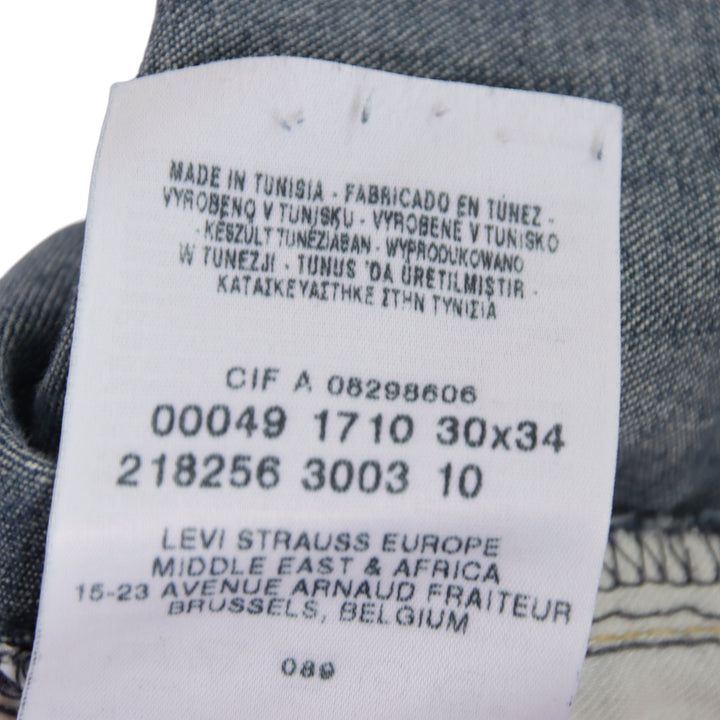 MADE IN TUNISIA - FABRICADO EN TÚNEZ -
VYROBENO V TUNISKU - VYROBENÉ V TUNISKO
- KÉSZÜLT TUNÉZIÁBAN - WYPRODUKOWANO
W TUNEZJI - TUNUS 'DA ÜRETILMISTIR -
ΚΑΤΑΣΚΕΥΑΣΤΗΚΕ ΣΤΗΝ ΤΥΝΙΣΙΑ
CIF A 08298606
00049 1710 30x34
218256 3003 10
LEVI STRAUSS EUROPE
MIDDLE EAST & AFRICA
15-23 AVENUE ARNAUD FRAITEUR
BRUSSELS, BELGIUM
089